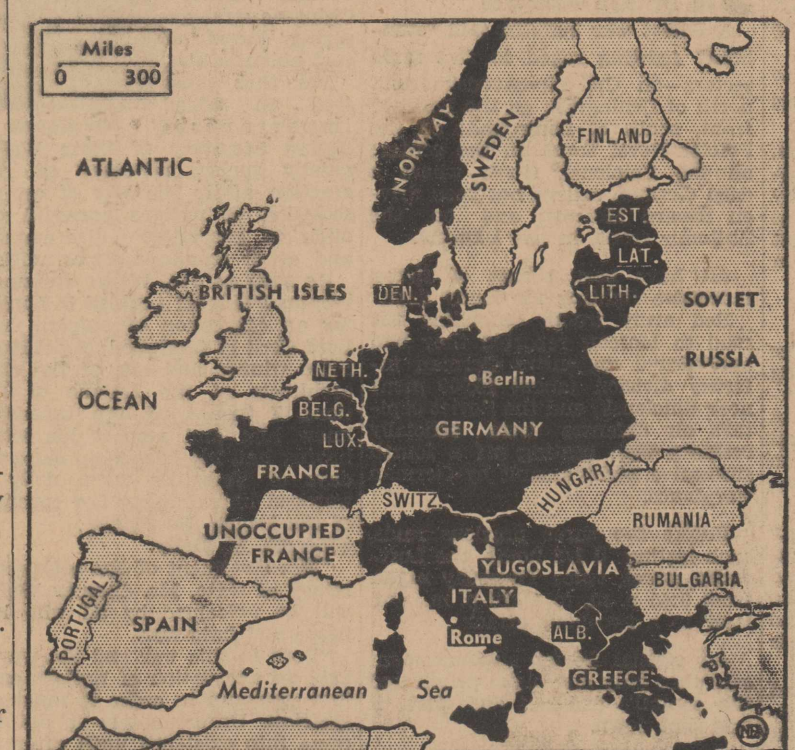 Miles
0 300
ATLANTIC
NORWAY
SWEDEN
FINLAND
EST.
LAT.
BRITISH ISLES
DEN.
LITH.
SOVIET
RUSSIA
OCEAN
NETH.
Berlin
BELG.
GERMANY
LUX.
FRANCE
SWITZ.
HUNGARY
RUMANIA
UNOCCUPIED
FRANCE
YUGOSLAVIA
BULGARIA
ITALY
PORTUGAL
SPAIN
Rome
ALB.
GREECE
Mediterranean Sea